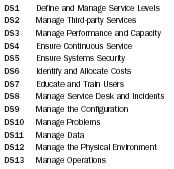 DS1 Define and Manage Service Levels
DS2 Manage Third-party Services
DS3 Manage Performance and Capacity
DS4 Ensure Continuous Service
DS5 Ensure Systems Security
DS6 Identify and Allocate Costs
DS7 Educate and Train Users
DS8 Manage Service Desk and Incidents
DS9 Manage the Configuration
DS10 Manage Problems
DS11 Manage Data
DS12 Manage the Physical Environment
DS13 Manage Operations